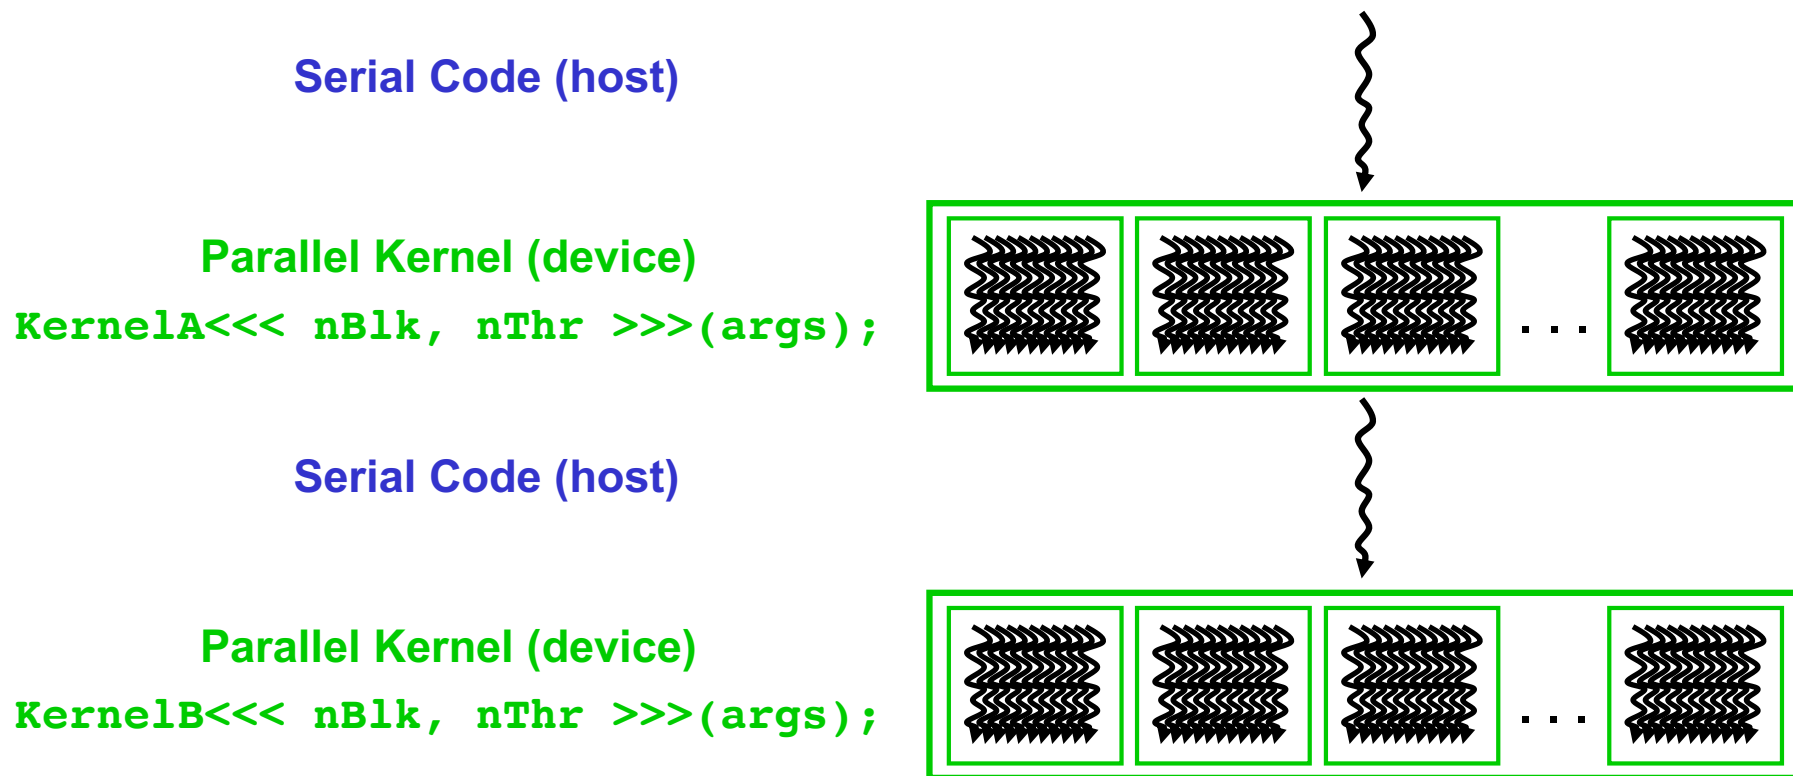 Serial Code (host)
Parallel Kernel (device)
KernelA<<< nBlk, nThr >>>(args);
. . .
Serial Code (host)
Parallel Kernel (device)
KernelB<<< nBlk, nThr >>>(args);
. . .